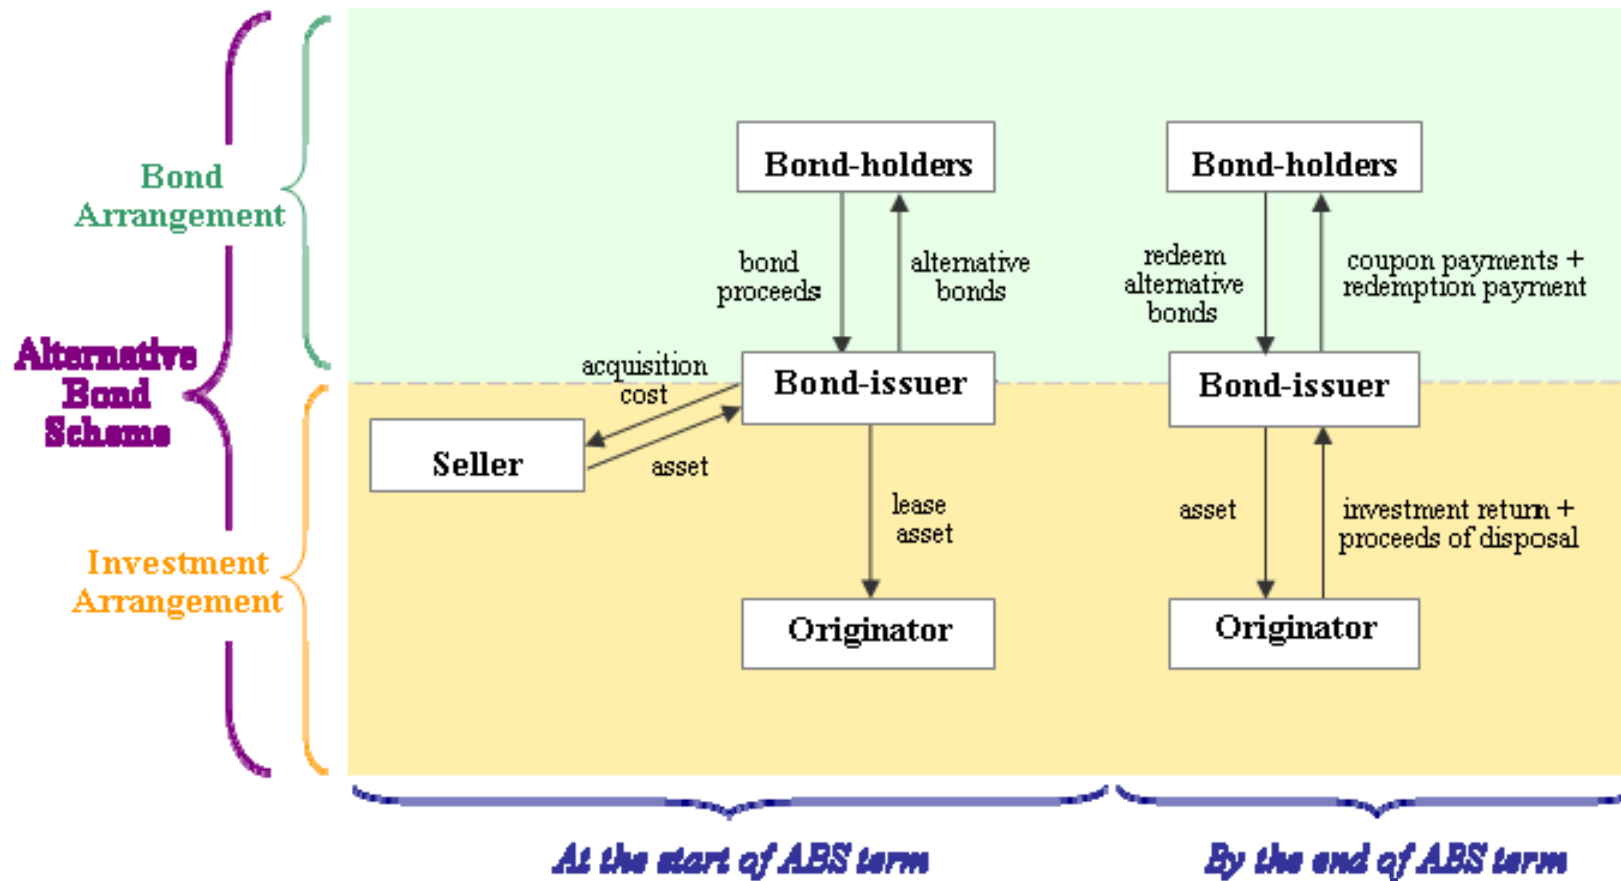 Bond
Arrangement
Alternative
Bond
Scheme
Investment
Arrangement
Bond-holders
bond
proceeds
alternative
bonds
Bond-issuer
acquisition
cost
asset
Seller
lease
asset
Originator
Bond-holders
redeem
alternative
bonds
coupon payments +
redemption payment
Bond-issuer
asset
investment return +
proceeds of disposal
Originator
At the start of ABS term
By the end of ABS term